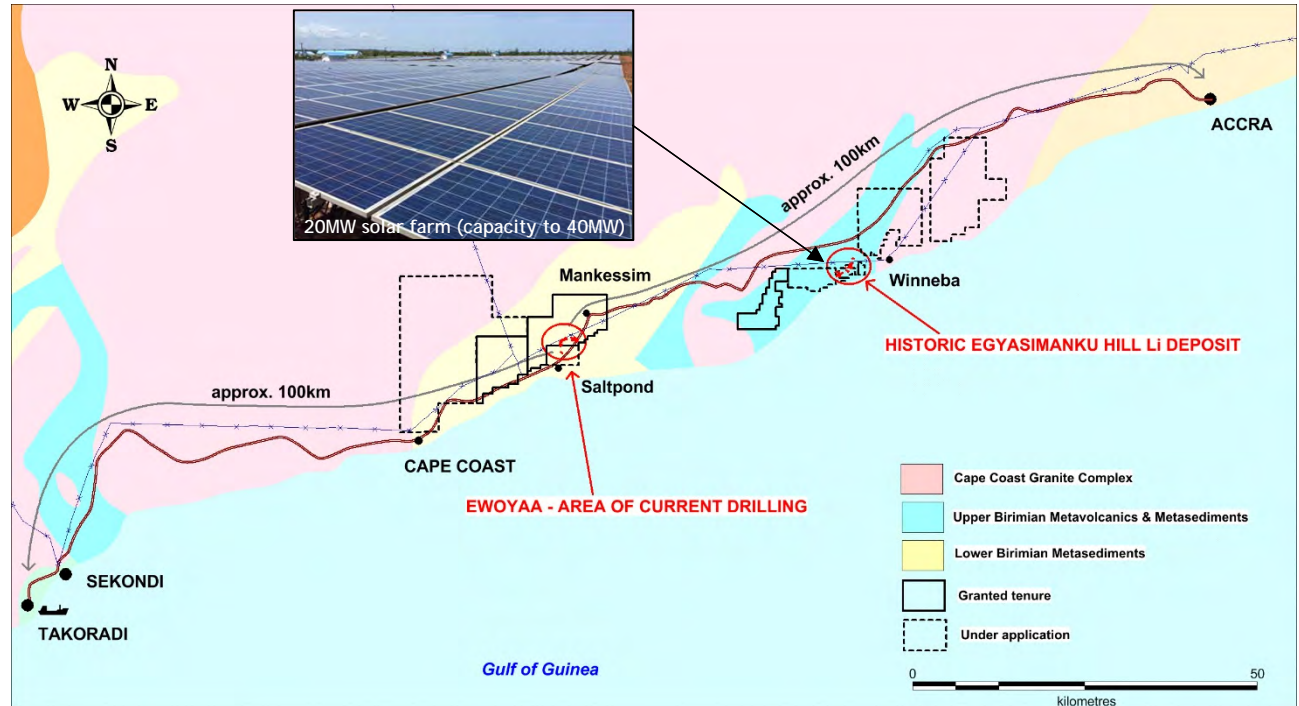 N
W E
S
20MW solar farm (capacity to 40MW)
approx. 100km
ACCRA
Mankessim
Winneba
HISTORIC EGYASIMANKU HILL Li DEPOSIT
approx. 100km
Saltpond
CAPE COAST
EWOYAA - AREA OF CURRENT DRILLING
SEKONDI
TAKORADI
Gulf of Guinea
Cape Coast Granite Complex
Upper Birimian Metavolcanics & Metasediments
Lower Birimian Metasediments
Granted tenure
Under application
0 50
kilometres